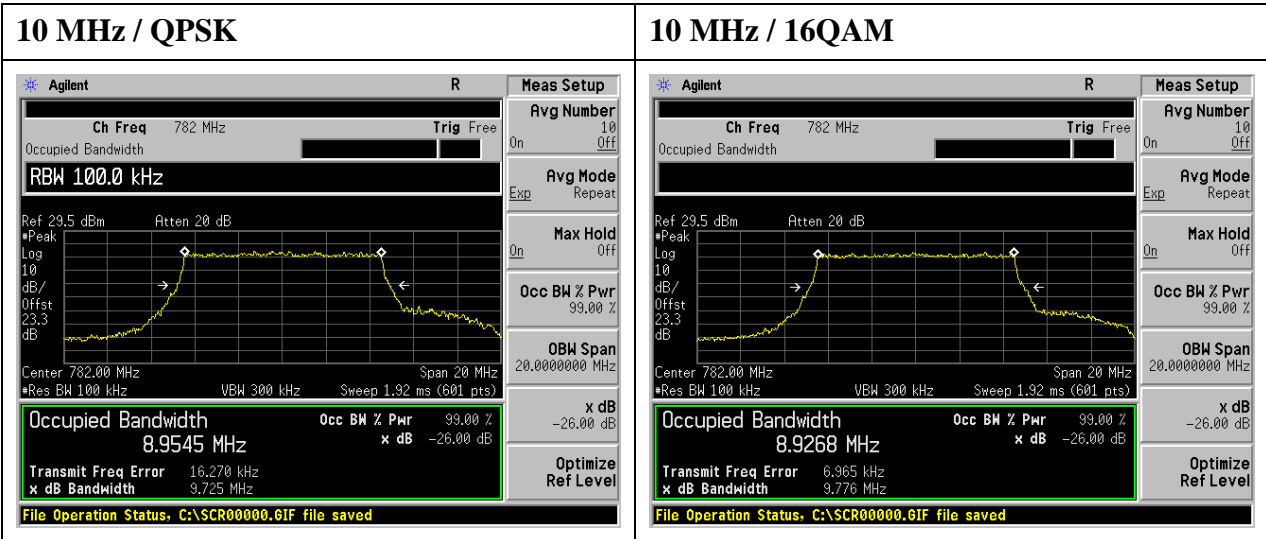 10 MHz / QPSK
Agilent R Meas Setup
Ch Freq 782 MHz Trig Free
Occupied Bandwidth
RBW 100.0 kHz
Ref 29.5 dBm Atten 20 dB
#Peak
Log
10
dB/
Offst
23.3
dB
Center 782.00 MHz Span 20 MHz
#Res BW 100 kHz VBW 300 kHz Sweep 1.92 ms (601 pts)
Occupied Bandwidth Occ BW % Pwr 99.00 %
8.9545 MHz x dB -26.00 dB
Transmit Freq Error 16.270 kHz
x dB Bandwidth 9.725 MHz
File Operation Status, C:\SCR00000.GIF file saved
Avg Number
10
On Off
Avg Mode
Exp Repeat
Max Hold
On Off
Occ BW % Pwr
99.00 %
OBW Span
20.0000000 MHz
x dB
-26.00 dB
Optimize
Ref Level
10 MHz / 16QAM
Agilent R Meas Setup
Ch Freq 782 MHz Trig Free
Occupied Bandwidth
Ref 29.5 dBm Atten 20 dB
#Peak
Log
10
dB/
Offst
23.3
dB
Center 782.00 MHz Span 20 MHz
#Res BW 100 kHz VBW 300 kHz Sweep 1.92 ms (601 pts)
Occupied Bandwidth Occ BW % Pwr 99.00 %
8.9268 MHz x dB -26.00 dB
Transmit Freq Error 6.965 kHz
x dB Bandwidth 9.776 MHz
File Operation Status, C:\SCR00000.GIF file saved
Avg Number
10
On Off
Avg Mode
Exp Repeat
Max Hold
On Off
Occ BW % Pwr
99.00 %
OBW Span
20.0000000 MHz
x dB
-26.00 dB
Optimize
Ref Level